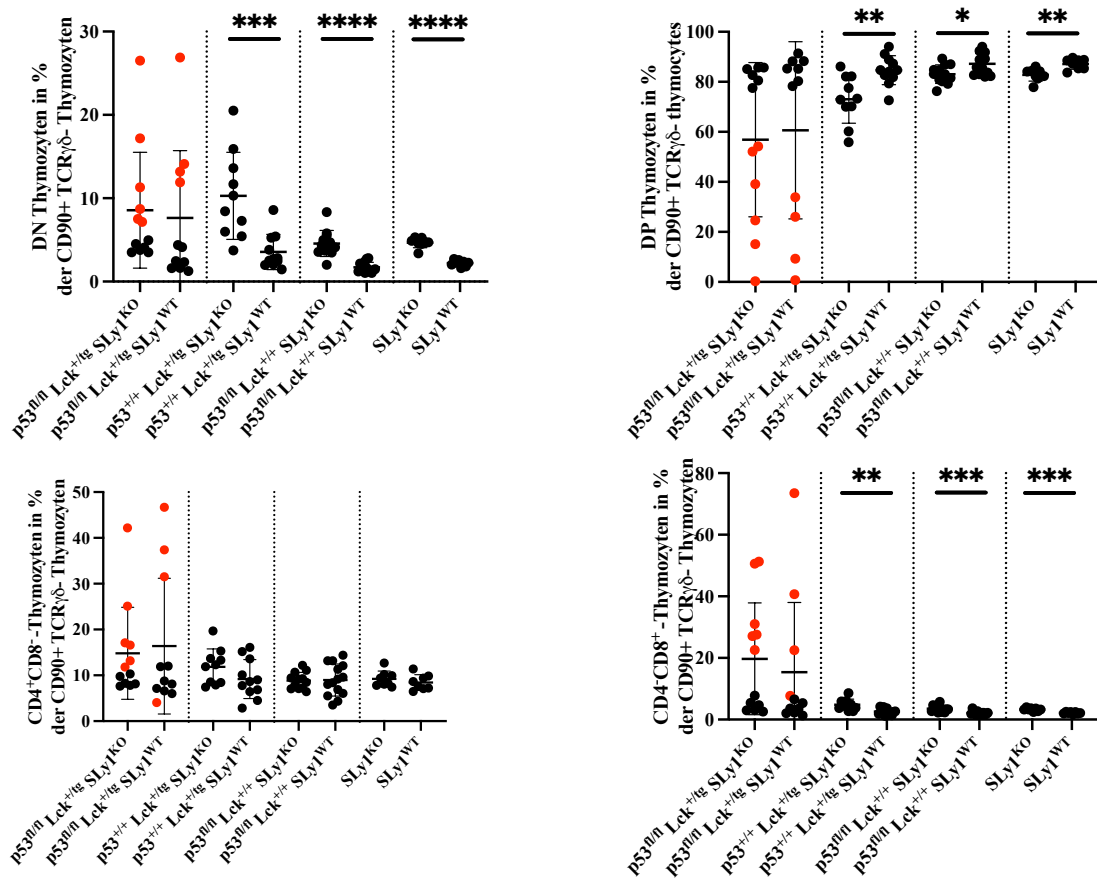 *** **** ****
DN Thymozyten in %
der CD90+ TCRγδ- Thymozyten
30
20
10
0
p53fl/fl Lck+/tg SLy1KO
p53fl/fl Lck+/tg SLy1WT
p53+/+ Lck+/tg SLy1KO
p53+/+ Lck+/tg SLy1WT
p53fl/fl Lck+/+ SLy1KO
p53fl/fl Lck+/+ SLy1WT
SLy1KO
SLy1WT
** * **
DP Thymozyten in %
der CD90+ TCRγδ- thymocytes
100
80
60
40
20
0
p53fl/fl Lck+/tg SLy1KO
p53fl/fl Lck+/tg SLy1WT
p53+/+ Lck+/tg SLy1KO
p53+/+ Lck+/tg SLy1WT
p53fl/fl Lck+/+ SLy1KO
p53fl/fl Lck+/+ SLy1WT
SLy1KO
SLy1WT
CD4+CD8- -Thymozyten in %
der CD90+ TCRγδ- Thymozyten
50
40
30
20
10
0
p53fl/fl Lck+/tg SLy1KO
p53fl/fl Lck+/tg SLy1WT
p53+/+ Lck+/tg SLy1KO
p53+/+ Lck+/tg SLy1WT
p53fl/fl Lck+/+ SLy1KO
p53fl/fl Lck+/+ SLy1WT
SLy1KO
SLy1WT
** *** ***
CD4-CD8+ -Thymozyten in %
der CD90+ TCRγδ- Thymozyten
80
60
40
20
0
p53fl/fl Lck+/tg SLy1KO
p53fl/fl Lck+/tg SLy1WT
p53+/+ Lck+/tg SLy1KO
p53+/+ Lck+/tg SLy1WT
p53fl/fl Lck+/+ SLy1KO
p53fl/fl Lck+/+ SLy1WT
SLy1KO
SLy1WT